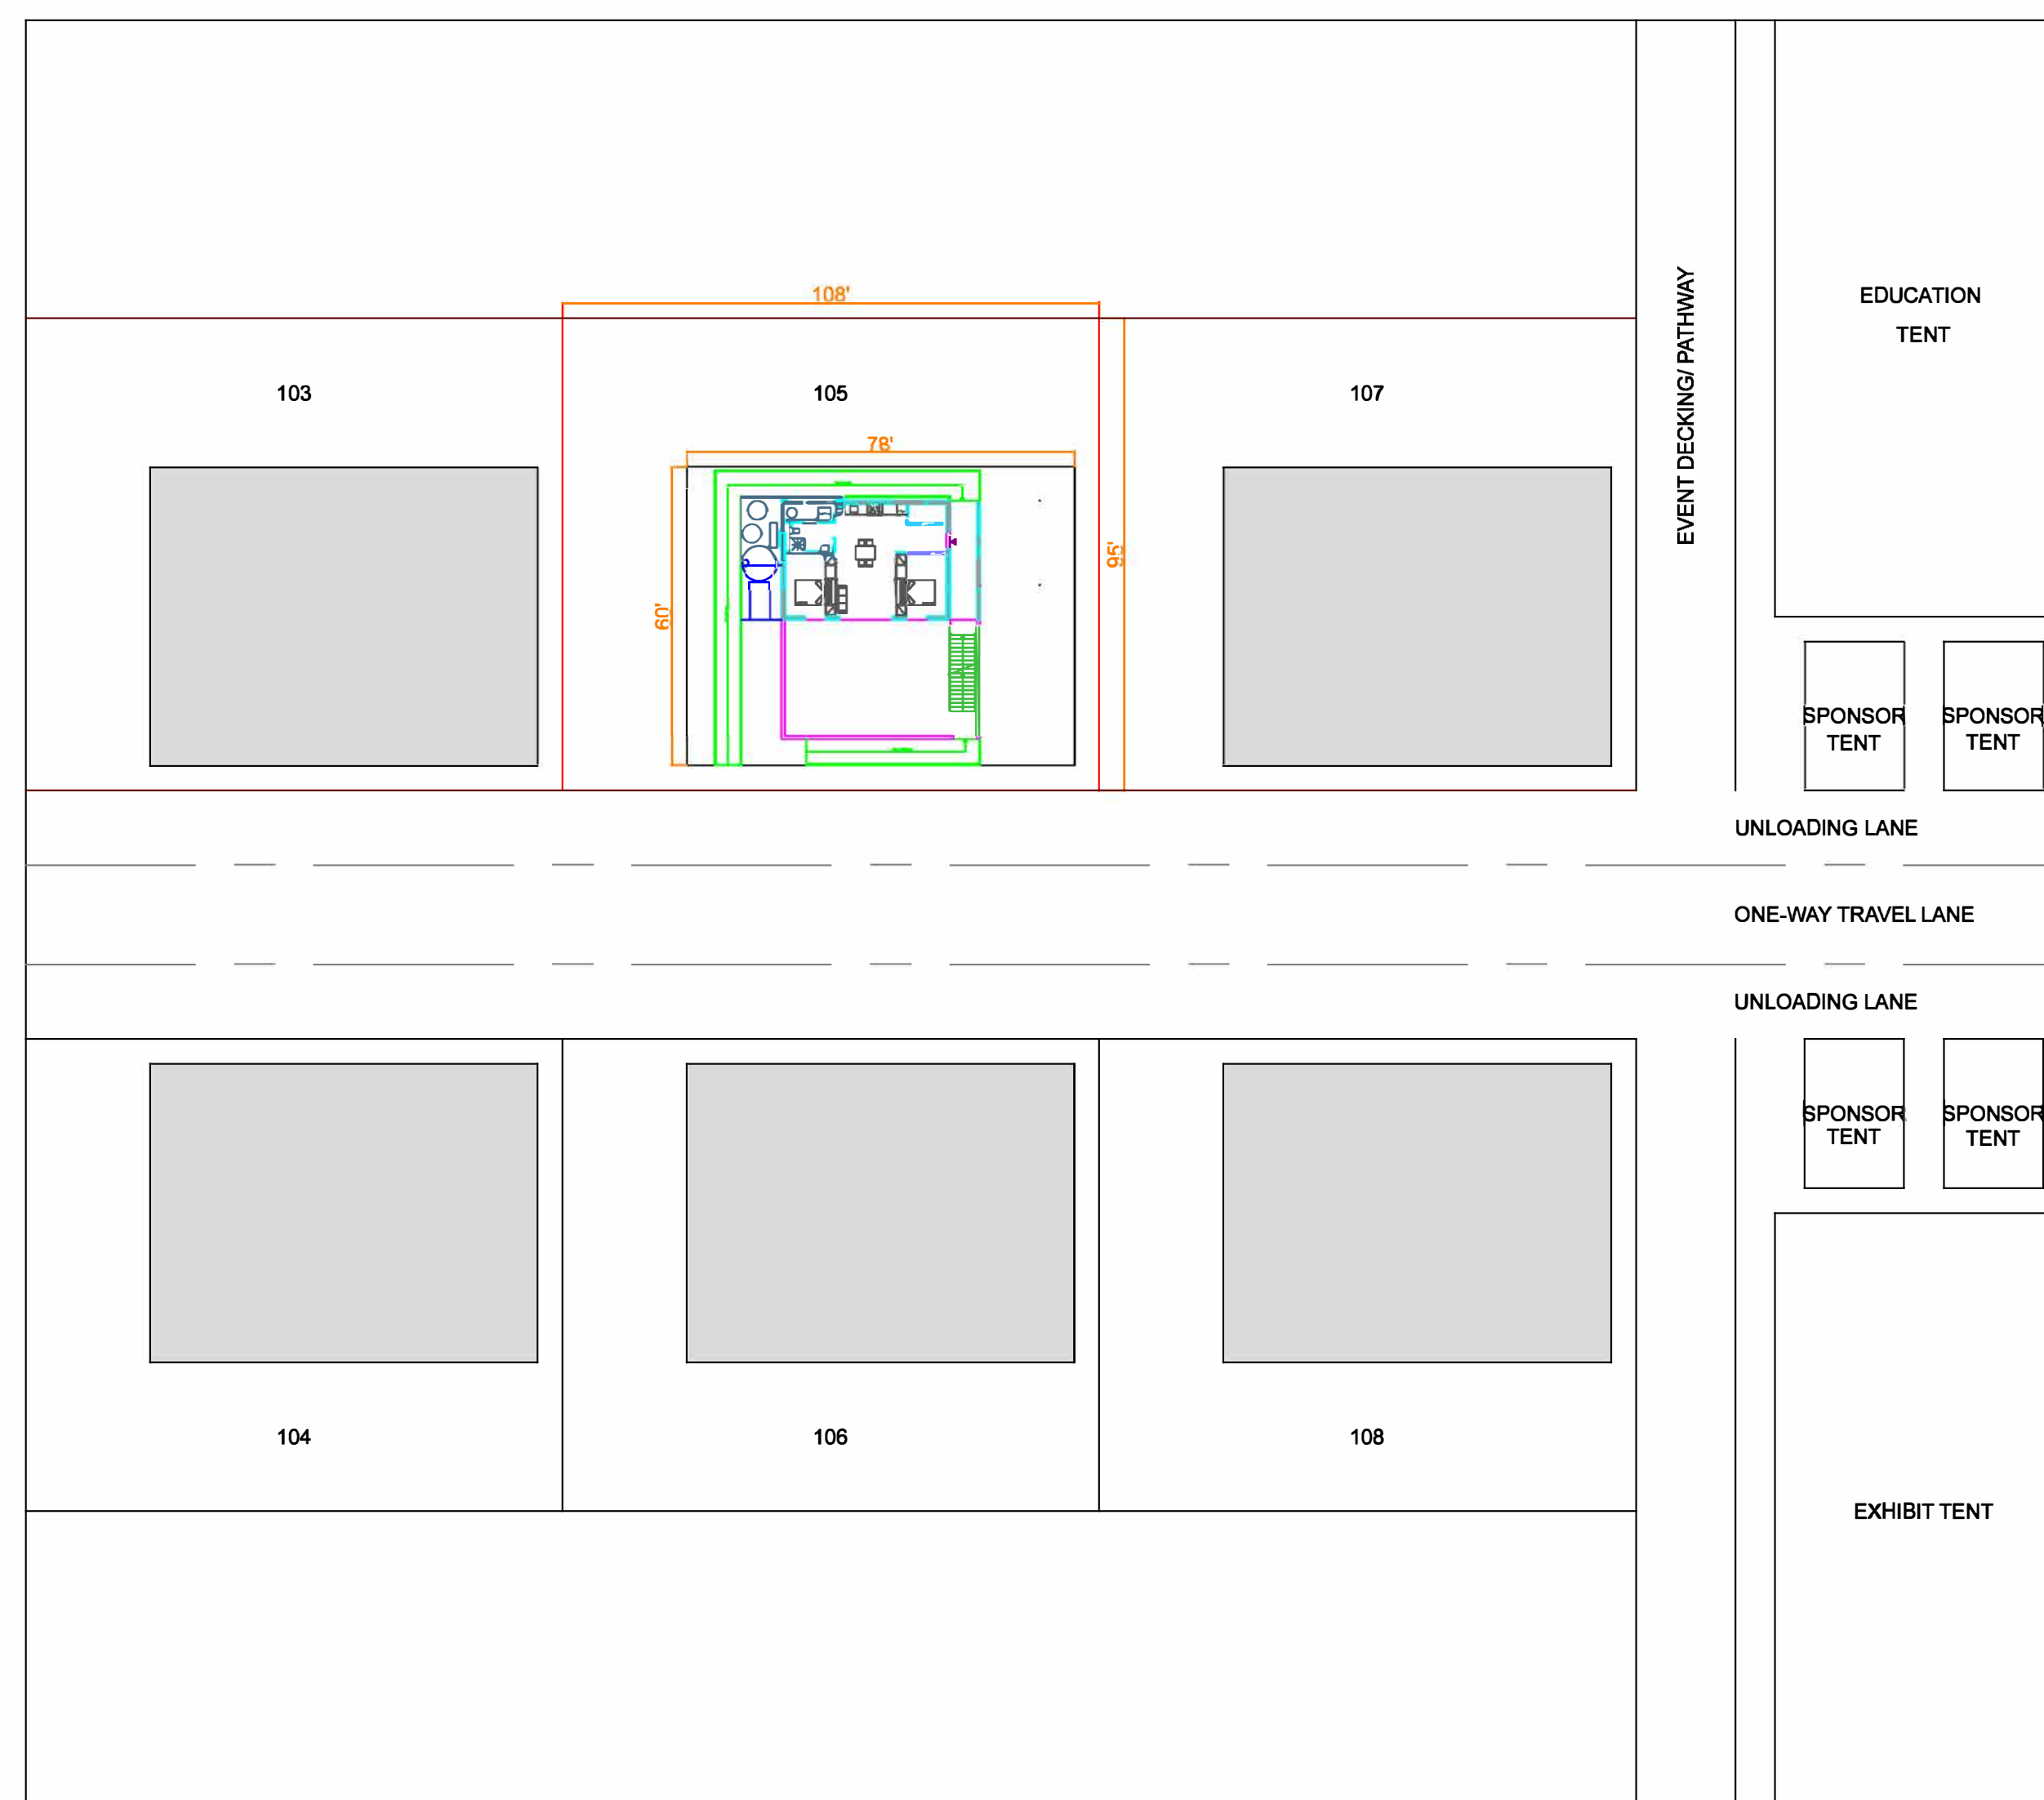 108'
103
105
107
78'
60'
95'
EVENT DECKING/ PATHWAY
EDUCATION
TENT
SPONSOR
TENT
SPONSOR
TENT
UNLOADING LANE
ONE-WAY TRAVEL LANE
UNLOADING LANE
SPONSOR
TENT
SPONSOR
TENT
104
106
108
EXHIBIT TENT